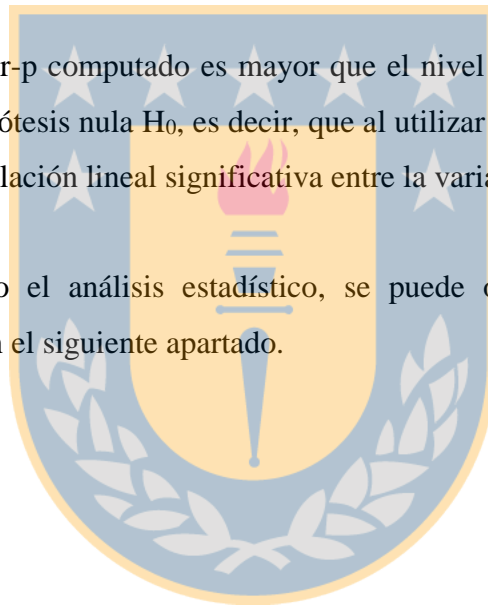 r-p computado es mayor que el nivel
ótesis nula H₀, es decir, que al utilizar
lación lineal significativa entre la varia
o el análisis estadístico, se puede
el siguiente apartado.